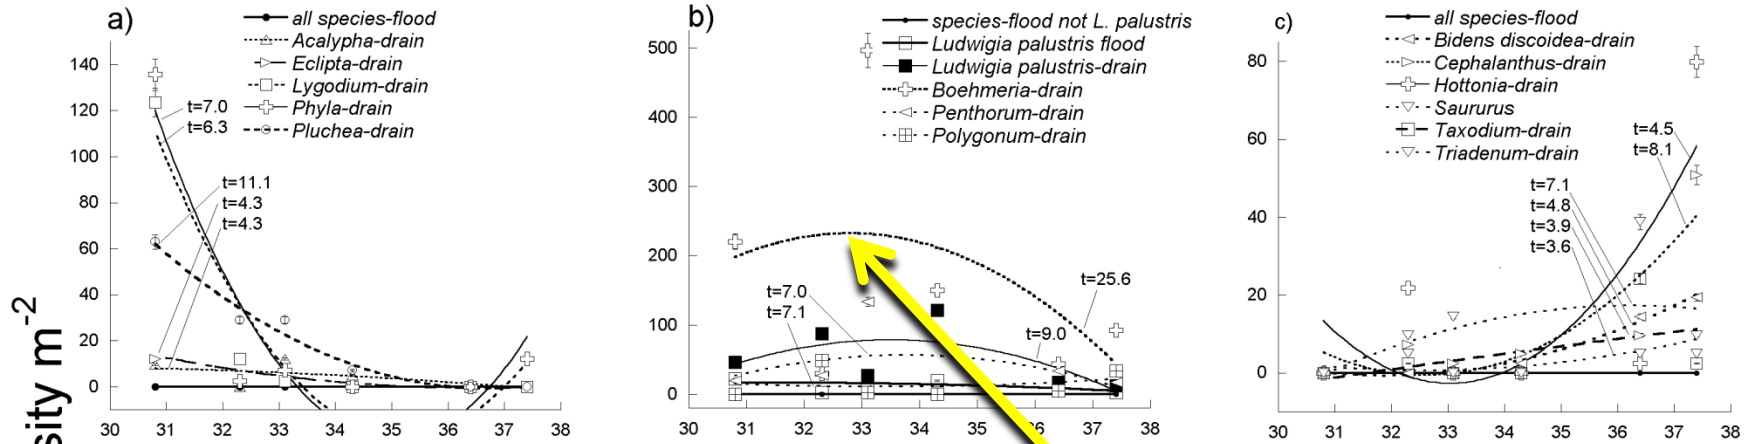 a)
all species-flood
Acalypha-drain
Eclipta-drain
Lygodium-drain
Phyla-drain
Pluchea-drain
140
120
100
80
60
40
20
0
t=7.0
t=6.3
t=11.1
t=4.3
t=4.3
30 31 32 33 34 35 36 37 38
sity m-2
b)
species-flood not L. palustris
Ludwigia palustris flood
Ludwigia palustris-drain
Boehmeria-drain
Penthorum-drain
Polygonum-drain
500
400
300
200
100
0
t=7.0
t=7.1
t=25.6
t=9.0
30 31 32 33 34 35 36 37 38
c)
all species-flood
Bidens discoidea-drain
Cephalanthus-drain
Hottonia-drain
Saururus
Taxodium-drain
Triadenum-drain
80
60
40
20
0
t=4.5
t=8.1
t=7.1
t=4.8
t=3.9
t=3.6
30 31 32 33 34 35 36 37 38